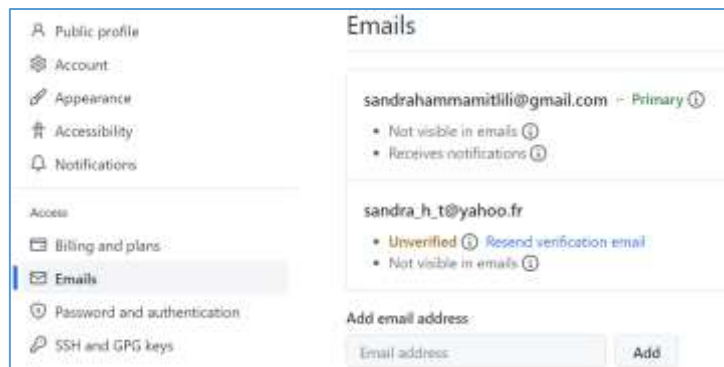 Public profile
Account
Appearance
Accessibility
Notifications
Access
Billing and plans
Emails
Password and authentication
SSH and GPG keys
Emails
sandrahammamitlili@gmail.com - Primary
Not visible in emails
Receives notifications
sandra_h_t@yahoo.fr
Unverified Resend verification email
Not visible in emails
Add email address
Email address Add